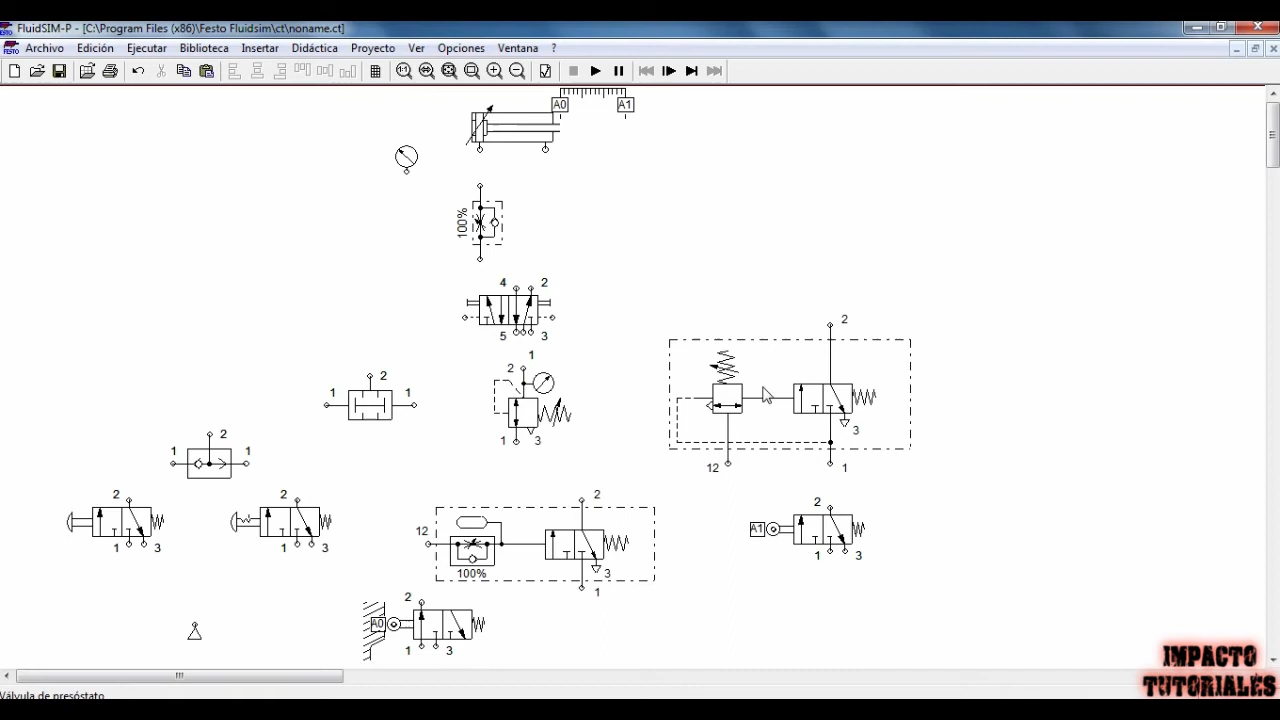 FluidSIM-P - [C:\Program Files (x86)\Festo Fluidsim\ct\noname.ct]
FESTO Archivo Edición Ejecutar Biblioteca Insertar Didáctica Proyecto Ver Opciones Ventana ?
A0 A1
100%
4 2
5 3
1
2
1 3
2
1 1
2
1 1
2
3
12 1
2
1 3
2
1 3
2
12
100% 3
1
A1 2
1 3
A0 2
1 3
Válvula de presóstato
IMPACTO
TUTORIALES